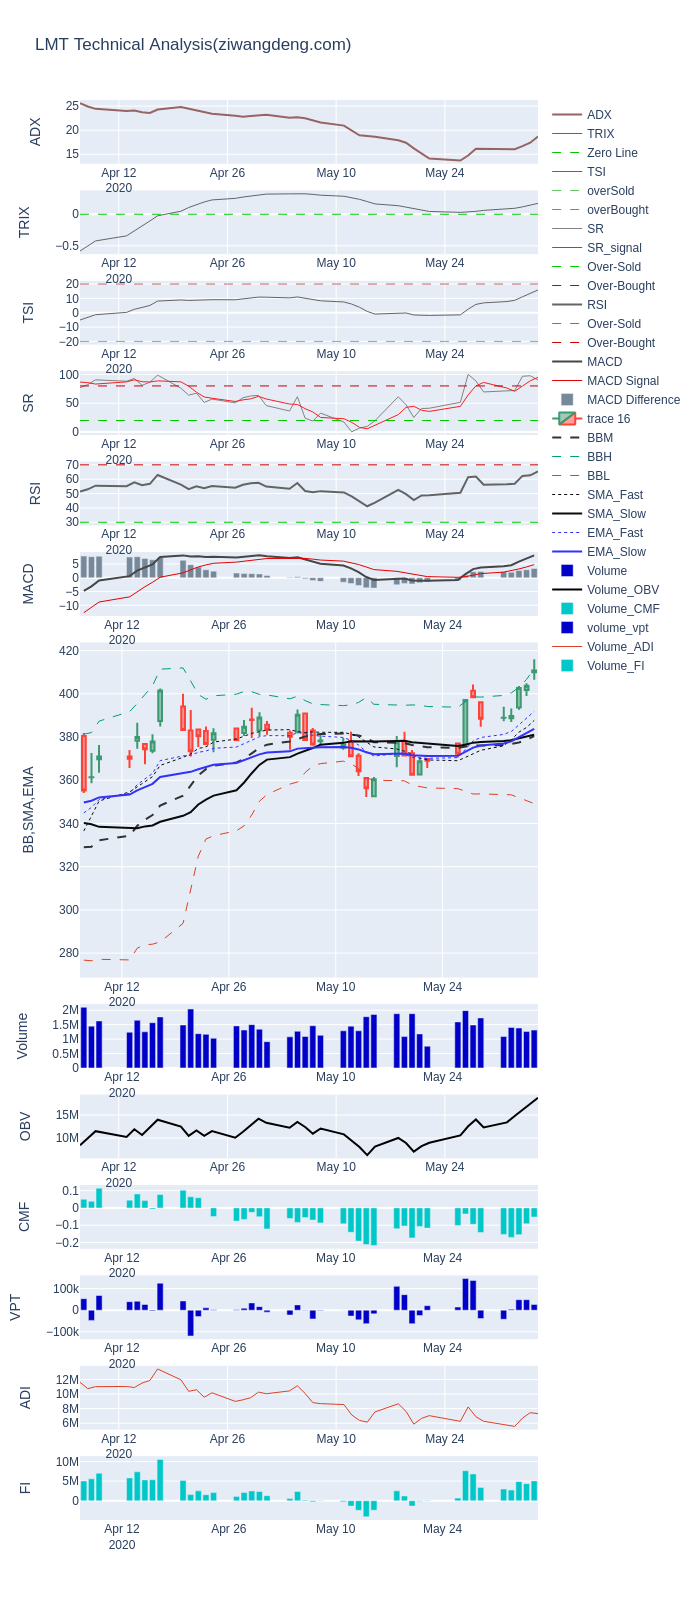 LMT Technical Analysis(ziwangdeng.com)
ADX
25
20
15
Apr 12
2020
Apr 26
May 10
May 24
TRIX
0
−0.5
Apr 12
2020
Apr 26
May 10
May 24
TSI
20
10
0
−10
−20
Apr 12
2020
Apr 26
May 10
May 24
SR
100
50
0
Apr 12
2020
Apr 26
May 10
May 24
RSI
70
60
50
40
30
Apr 12
2020
Apr 26
May 10
May 24
MACD
5
0
−5
−10
Apr 12
2020
Apr 26
May 10
May 24
BB,SMA,EMA
420
400
380
360
340
320
300
280
Apr 12
2020
Apr 26
May 10
May 24
Volume
2M
1.5M
1M
0.5M
0
Apr 12
2020
Apr 26
May 10
May 24
OBV
15M
10M
Apr 12
2020
Apr 26
May 10
May 24
CMF
0.1
0
−0.1
−0.2
Apr 12
2020
Apr 26
May 10
May 24
VPT
100k
0
−100k
Apr 12
2020
Apr 26
May 10
May 24
ADI
12M
10M
8M
6M
Apr 12
2020
Apr 26
May 10
May 24
FI
10M
5M
0
Apr 12
2020
Apr 26
May 10
May 24
ADX
TRIX
Zero Line
TSI
overSold
overBought
SR
SR_signal
Over-Sold
Over-Bought
RSI
Over-Sold
Over-Bought
MACD
MACD Signal
MACD Difference
trace 16
BBM
BBH
BBL
SMA_Fast
SMA_Slow
EMA_Fast
EMA_Slow
Volume
Volume_OBV
Volume_CMF
volume_vpt
Volume_ADI
Volume_FI